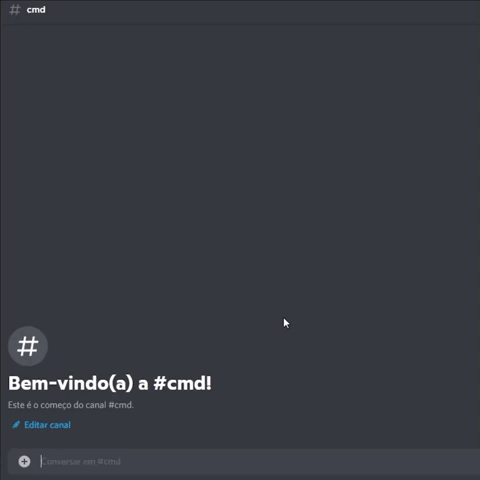 # cmd
#
Bem-vindo(a) a #cmd!
Este é o começo do canal #cmd.
Editar canal
Conversar em #cmd